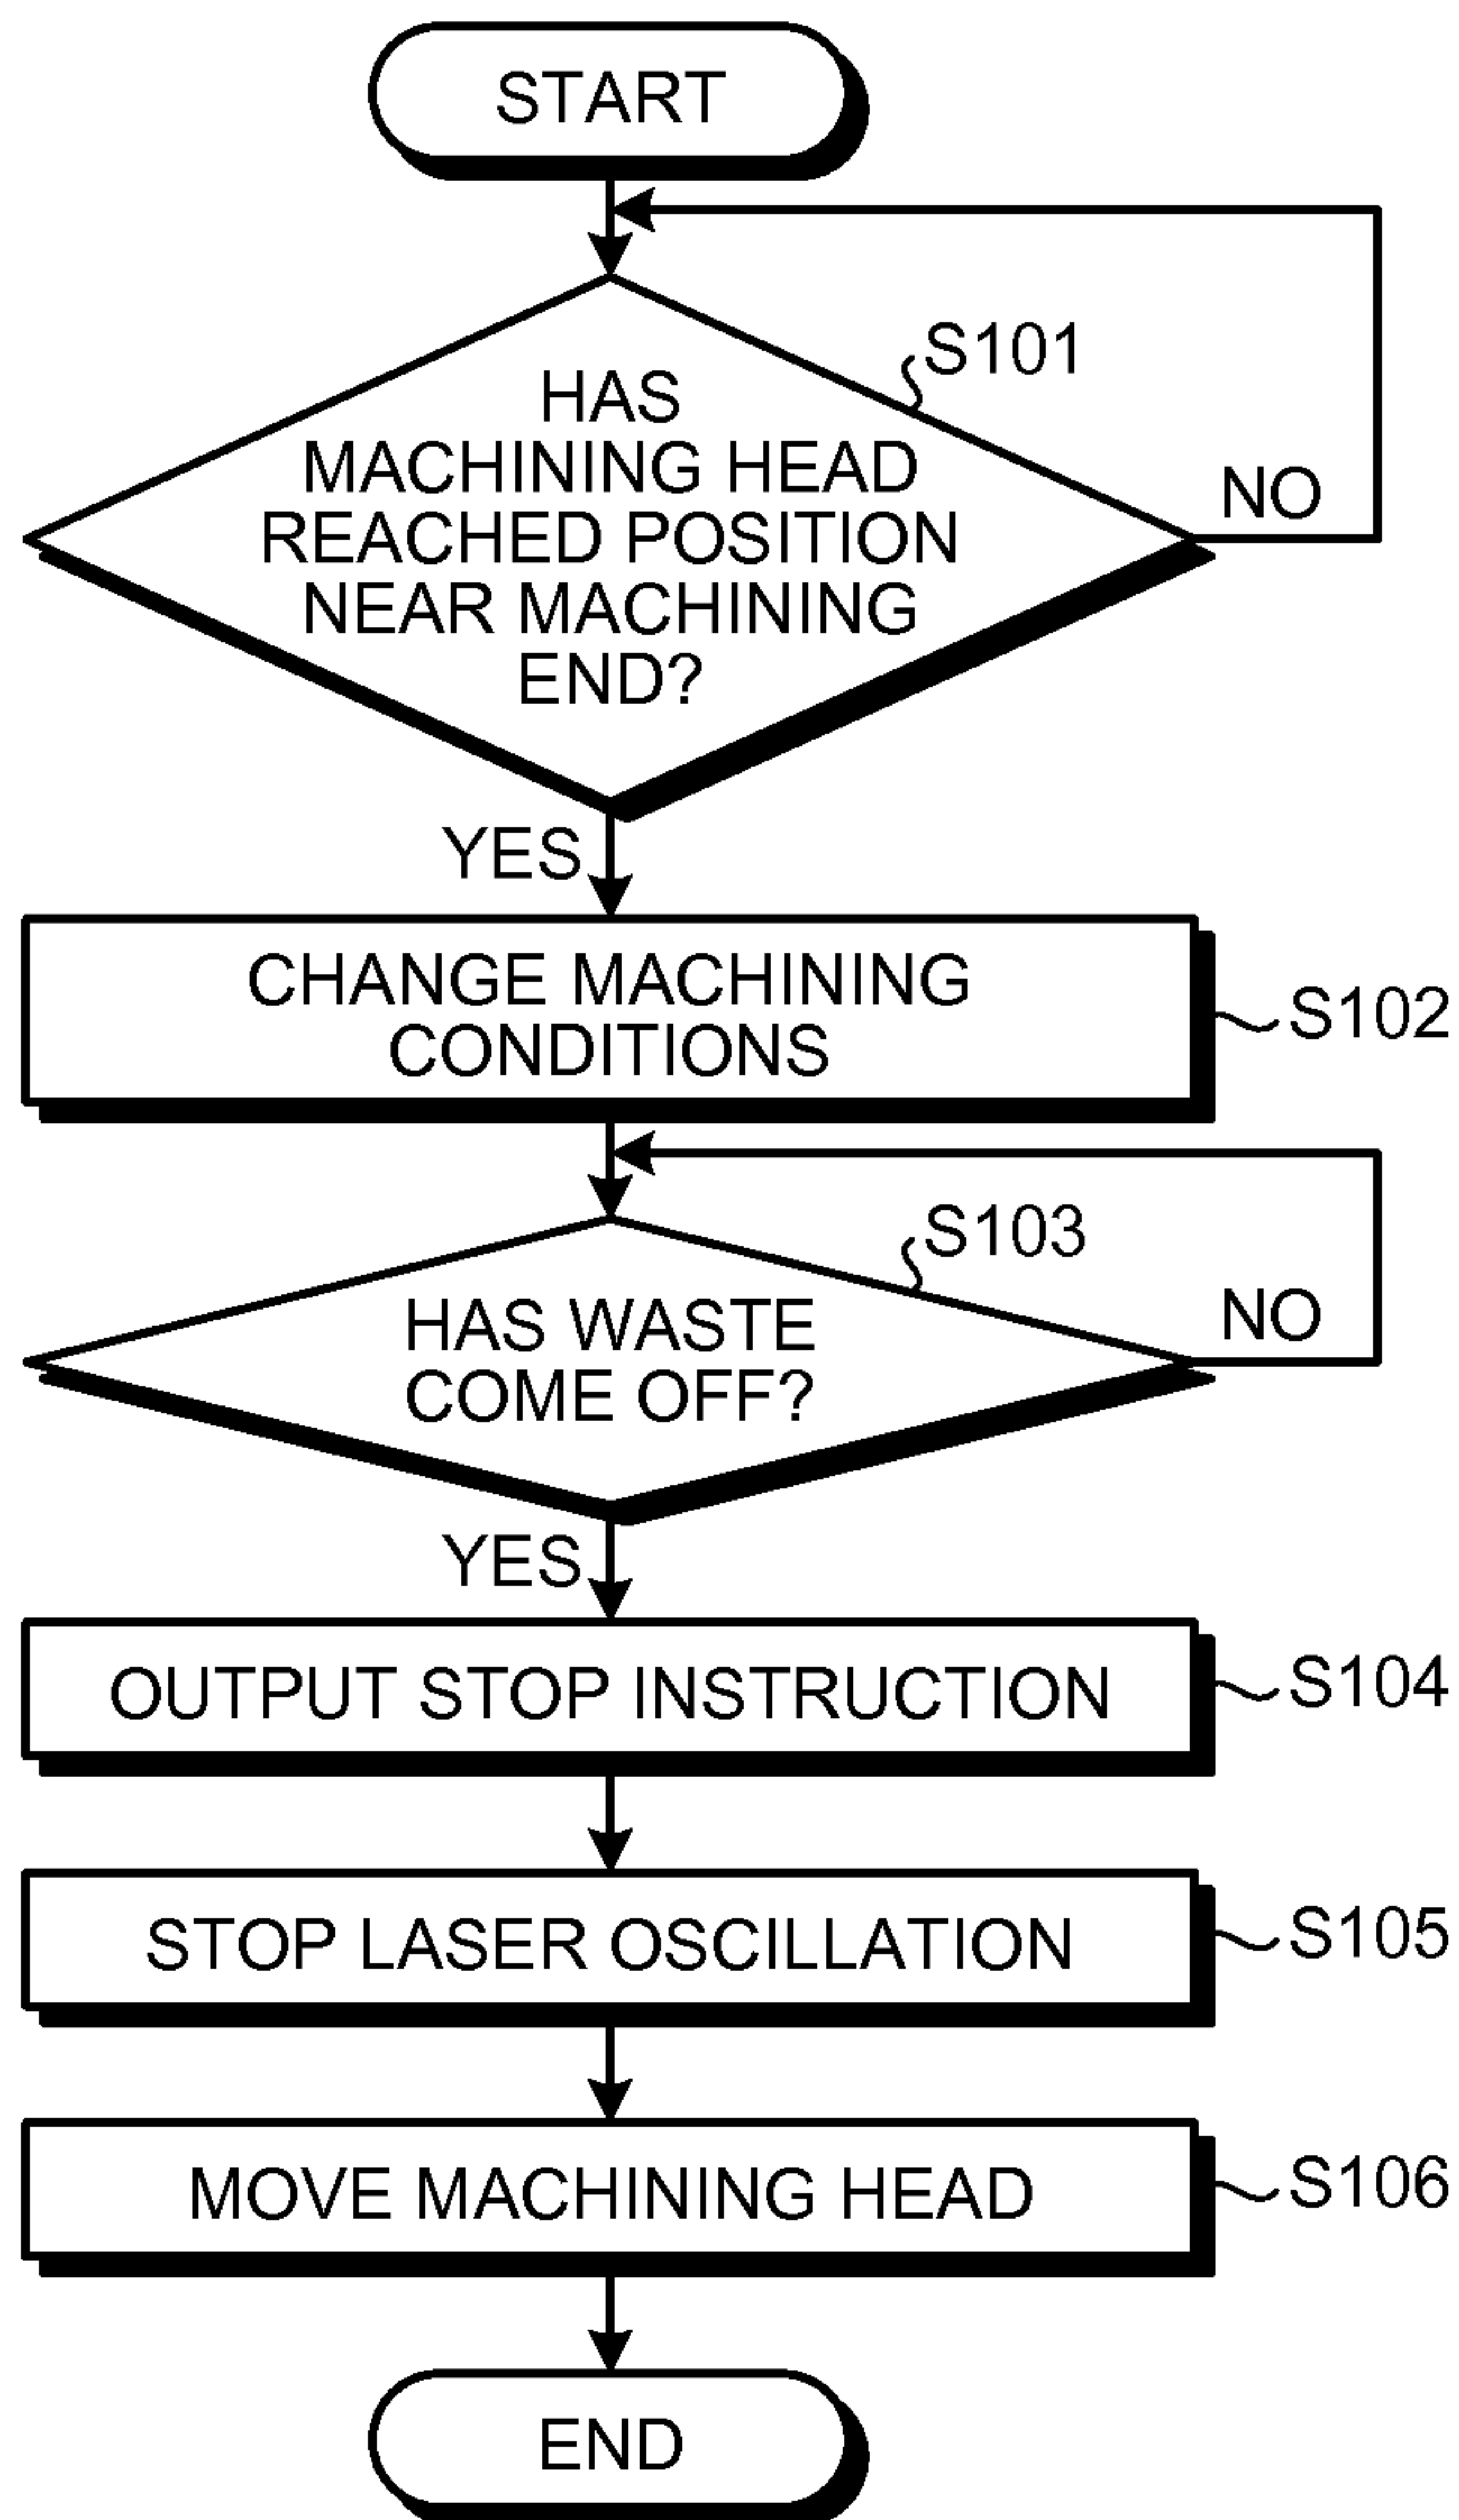 START
S101
HAS
MACHINING HEAD
REACHED POSITION
NEAR MACHINING
END?
NO
YES
CHANGE MACHINING
CONDITIONS
S102
S103
HAS WASTE
COME OFF?
NO
YES
OUTPUT STOP INSTRUCTION
S104
STOP LASER OSCILLATION
S105
MOVE MACHINING HEAD
S106
END